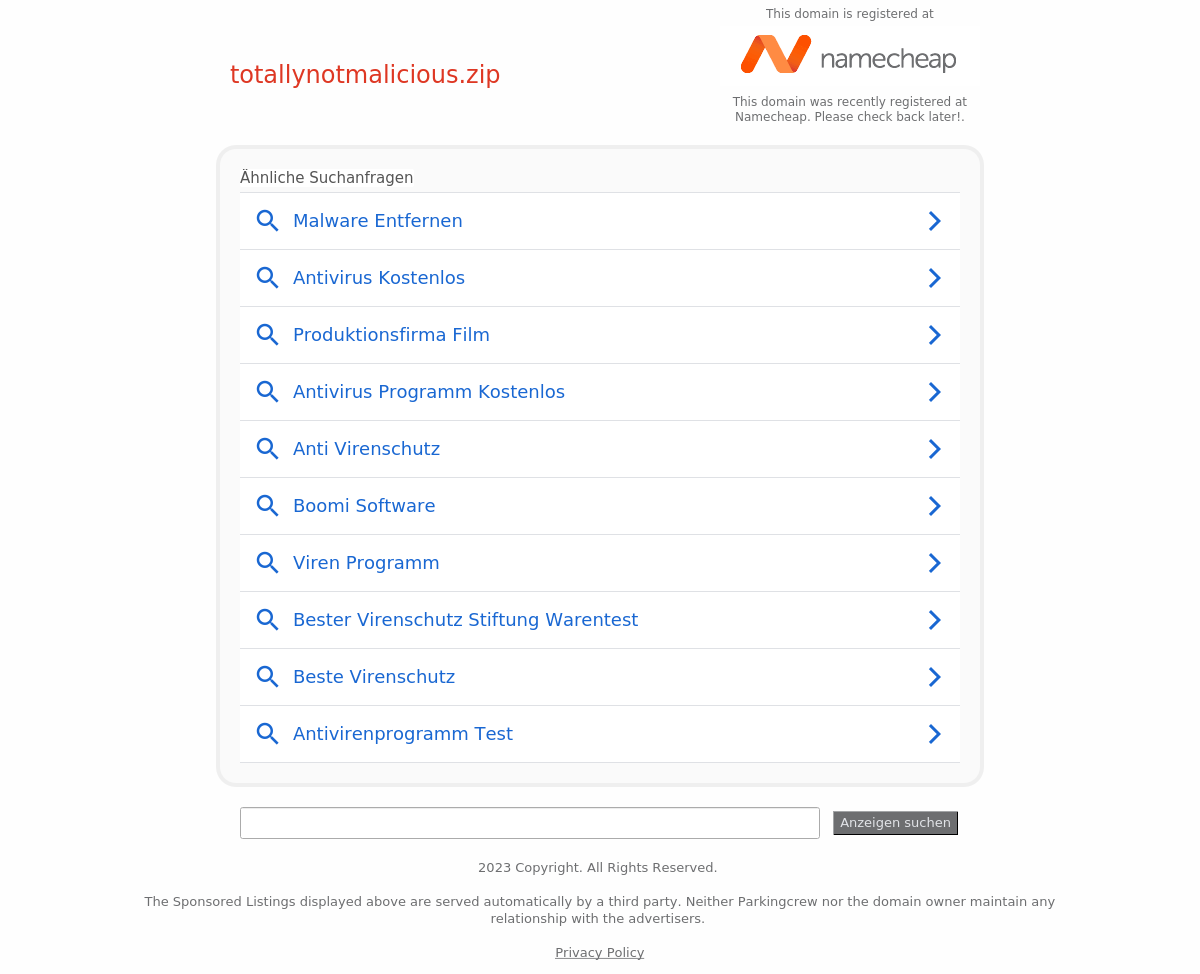 This domain is registered at
namecheap
totallynotmalicious.zip
This domain was recently registered at
Namecheap. Please check back later!.
Ähnliche Suchanfragen
Malware Entfernen
Antivirus Kostenlos
Produktionsfirma Film
Antivirus Programm Kostenlos
Anti Virenschutz
Boomi Software
Viren Programm
Bester Virenschutz Stiftung Warentest
Beste Virenschutz
Antivirenprogramm Test
Anzeigen suchen
2023 Copyright. All Rights Reserved.
The Sponsored Listings displayed above are served automatically by a third party. Neither Parkingcrew nor the domain owner maintain any
relationship with the advertisers.
Privacy Policy